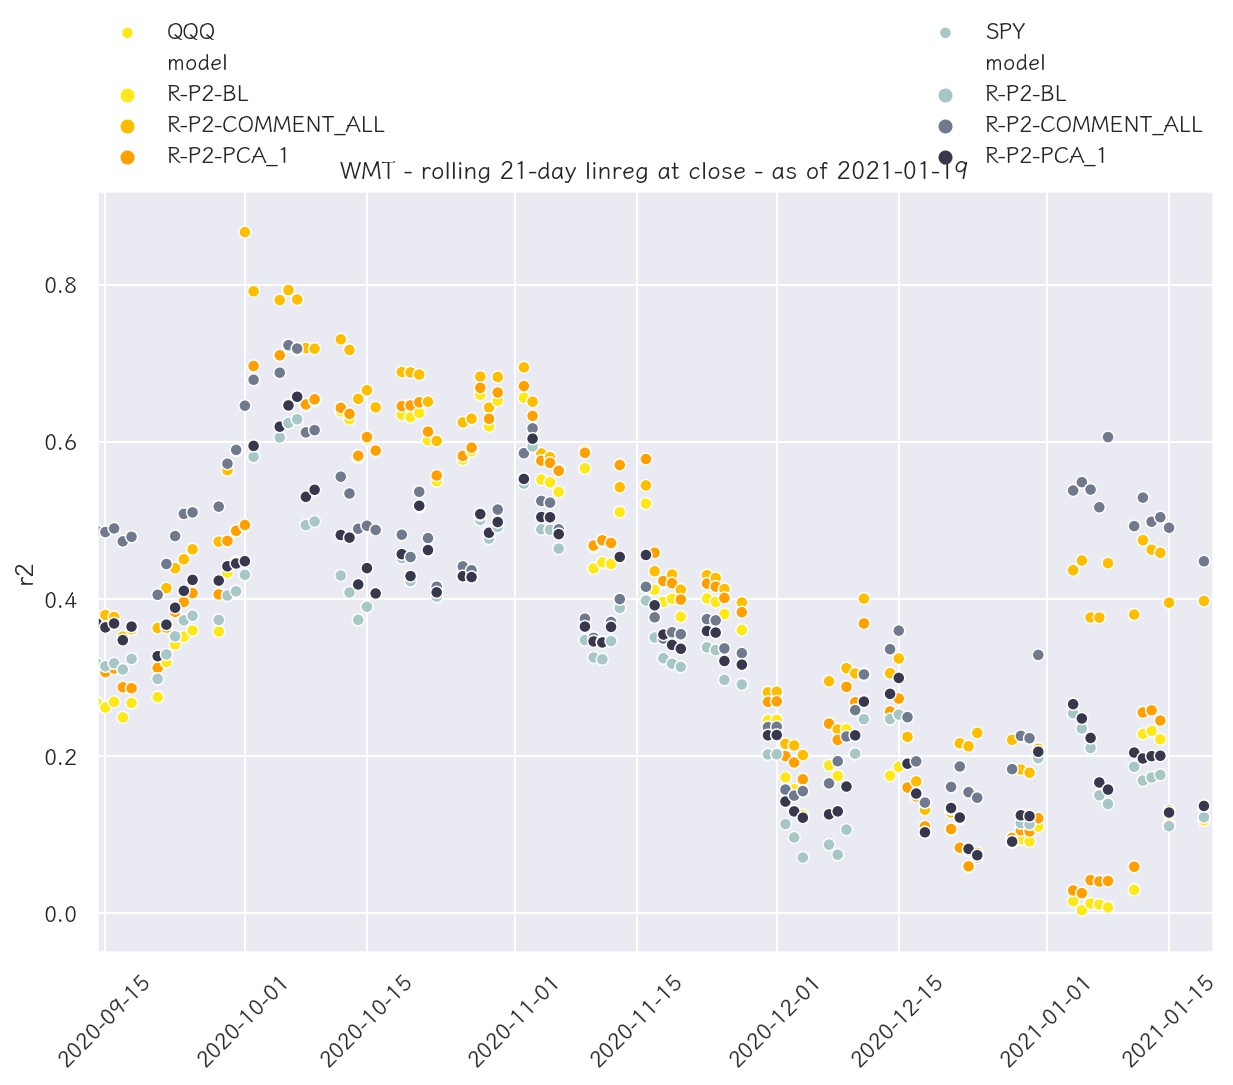 QQQ
model
R-P2-BL
R-P2-COMMENT_ALL
R-P2-PCA_1
SPY
model
R-P2-BL
R-P2-COMMENT_ALL
R-P2-PCA_1
WMT - rolling 21-day linreg at close - as of 2021-01-19
r2
0.8
0.6
0.4
0.2
0.0
2020-09-15
2020-10-01
2020-10-15
2020-11-01
2020-11-15
2020-12-01
2020-12-15
2021-01-01
2021-01-15